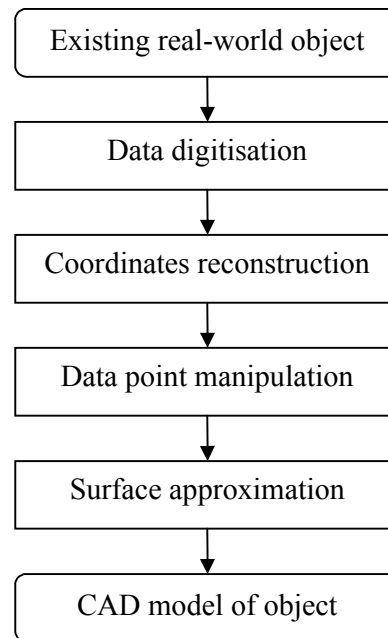 Existing real-world object
Data digitisation
Coordinates reconstruction
Data point manipulation
Surface approximation
CAD model of object